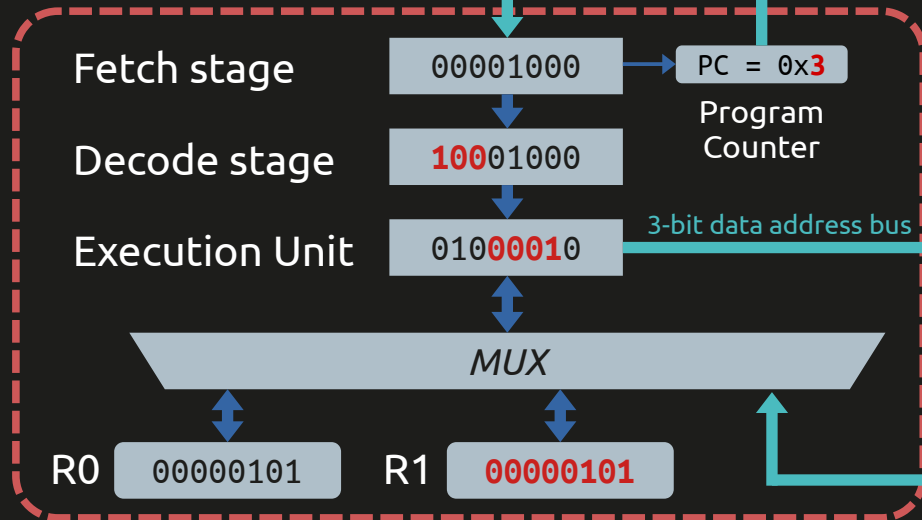 Fetch stage
00001000
PC = 0x3
Program
Counter
Decode stage
10001000
Execution Unit
01000010
3-bit data address bus
MUX
R0
00000101
R1
00000101